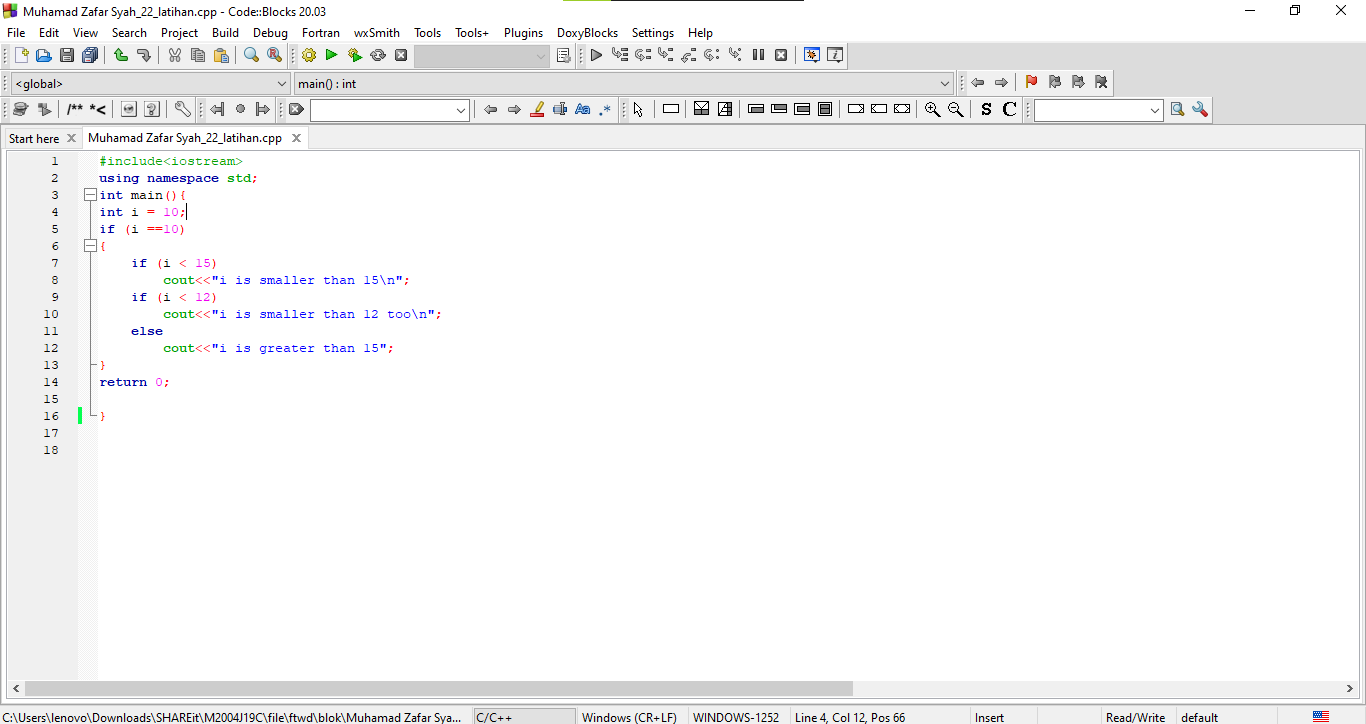 Muhamad Zafar Syah_22_latihan.cpp - Code::Blocks 20.03
File Edit View Search Project Build Debug Fortran wxSmith Tools Tools+ Plugins DoxyBlocks Settings Help
<global> main() : int
/** *< Aa .* S C
Start here Muhamad Zafar Syah_22_latihan.cpp
1 #include<iostream>
2 using namespace std;
3 int main(){
4 int i = 10;
5 if (i ==10)
6 {
7 if (i < 15)
8 cout<<"i is smaller than 15\n";
9 if (i < 12)
10 cout<<"i is smaller than 12 too\n";
11 else
12 cout<<"i is greater than 15";
13 }
14 return 0;
15
16 }
17
18
C:\Users\lenovo\Downloads\SHAREit\M2004J19C\file\ftwd\blok\Muhamad Zafar Sya... C/C++ Windows (CR+LF) WINDOWS-1252 Line 4, Col 12, Pos 66 Insert Read/Write default